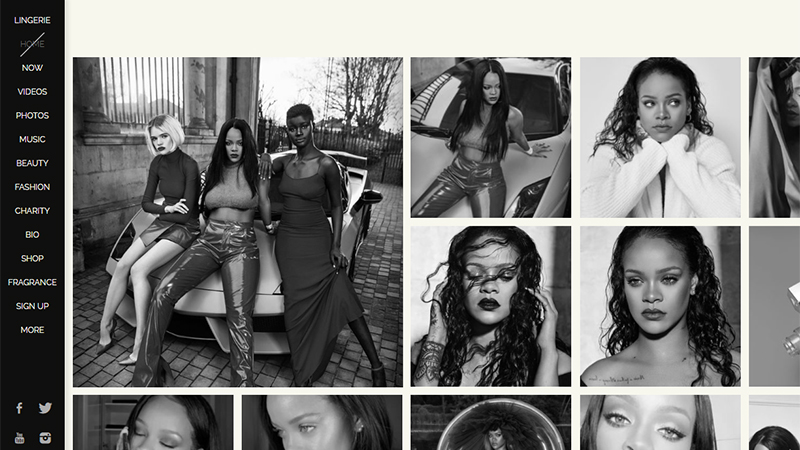 LINGERIE
HOME
NOW
VIDEOS
PHOTOS
MUSIC
BEAUTY
FASHION
CHARITY
BIO
SHOP
FRAGRANCE
SIGN UP
MORE